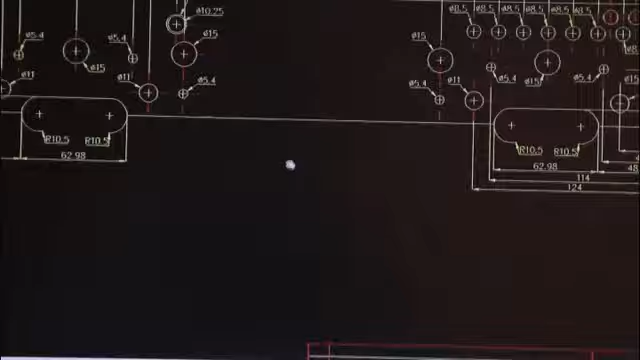 ø10.25
ø8.5 ø8.5 ø8.5 ø8.5 ø8.5
ø5.4 ø5.4 ø15 ø15
ø15 ø15 ø5.4
ø11 ø11 ø5.4 ø5.4 ø11 ø5.4 ø15
R10.5 R10.5 R10.5 R10.5
62.98 62.98
114
124